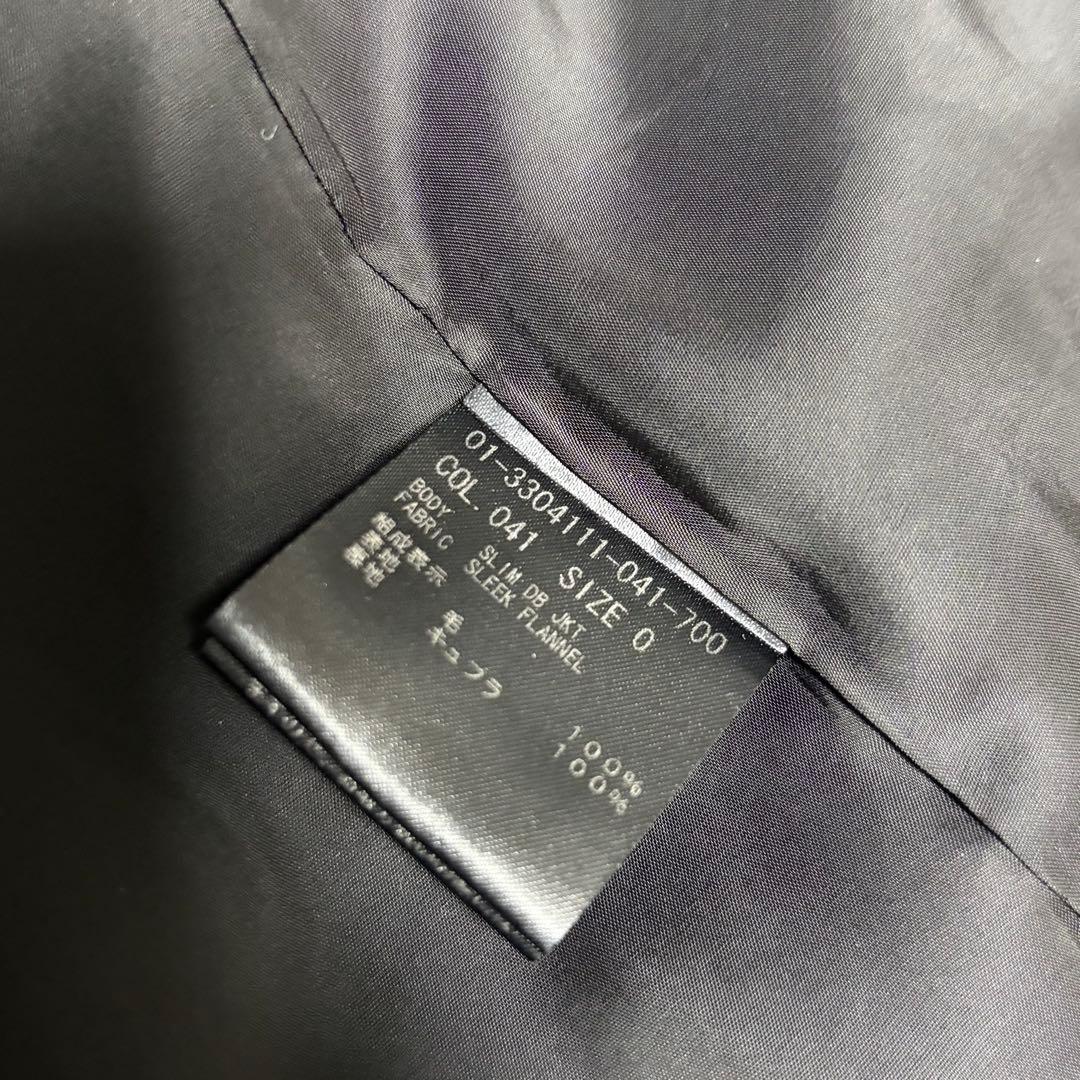 01-3304111-041-700
COL. 041 SIZE 0
BODY SLIM DB JKT
FABRIC SLEEK FLANNEL
組成表示
表地 毛 100%
裏地 キュプラ 100%